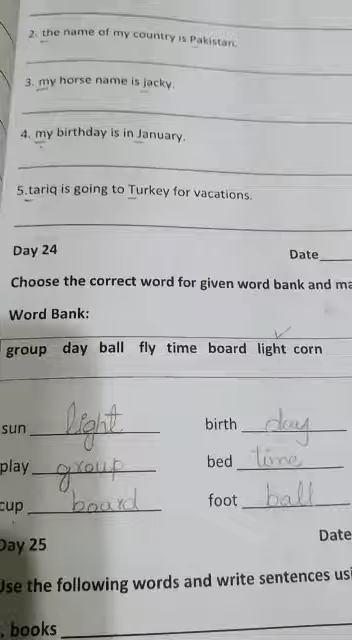 2. the name of my country is Pakistan.
3. my horse name is jacky.
4. my birthday is in January.
5.tariq is going to Turkey for vacations.
Day 24 Date
Choose the correct word for given word bank and ma
Word Bank:
group day ball fly time board light corn
sun light birth day
play group bed time
cup board foot ball
Day 25 Date
Use the following words and write sentences usi
. books